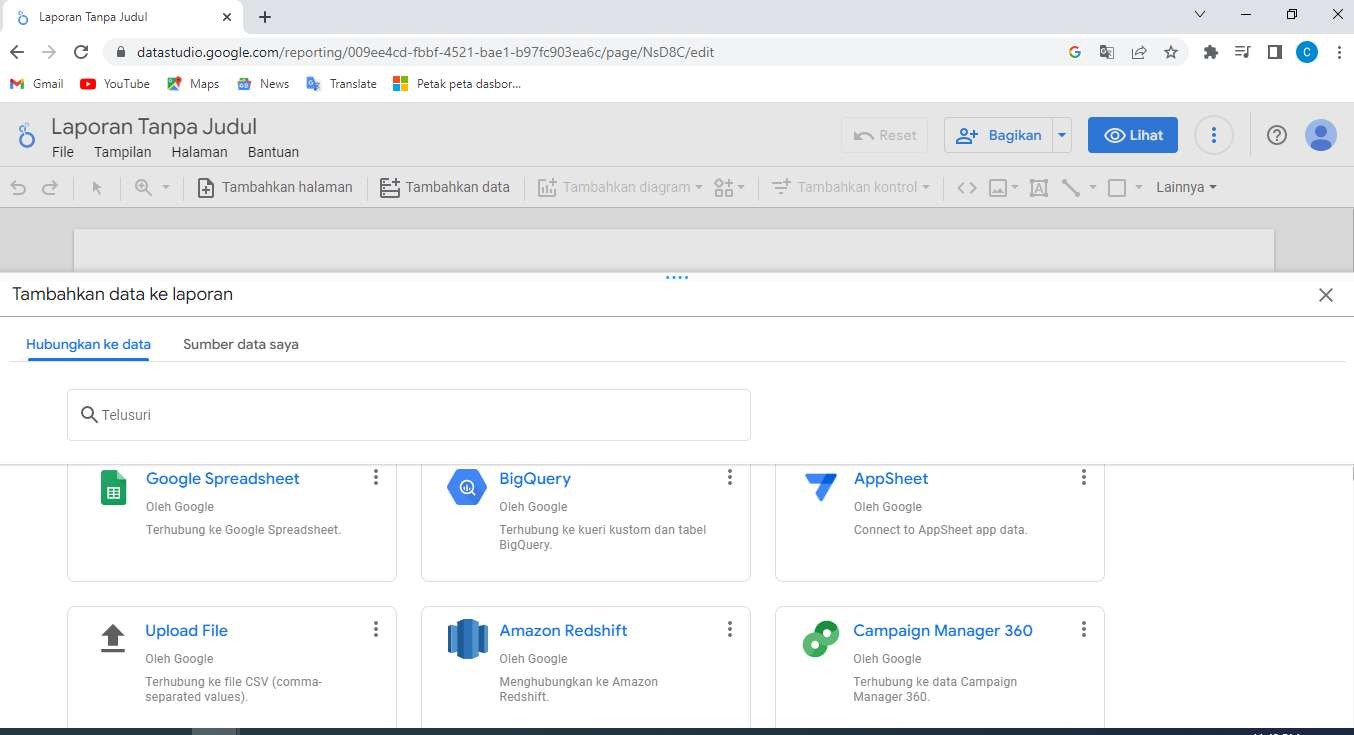 Laporan Tanpa Judul
datastudio.google.com/reporting/009ee4cd-fbbf-4521-bae1-b97fc903ea6c/page/NsD8C/edit
C
Gmail YouTube Maps News Translate Petak peta dasbor...
Laporan Tanpa Judul
File Tampilan Halaman Bantuan
Reset Bagikan Lihat
Tambahkan halaman Tambahkan data Tambahkan diagram Tambahkan kontrol Lainnya
Tambahkan data ke laporan
Hubungkan ke data Sumber data saya
Telusuri
Google Spreadsheet
Oleh Google
Terhubung ke Google Spreadsheet.
BigQuery
Oleh Google
Terhubung ke kueri kustom dan tabel
BigQuery.
AppSheet
Oleh Google
Connect to AppSheet app data.
Upload File
Oleh Google
Terhubung ke file CSV (comma-
separated values).
Amazon Redshift
Oleh Google
Menghubungkan ke Amazon
Redshift.
Campaign Manager 360
Oleh Google
Terhubung ke data Campaign
Manager 360.